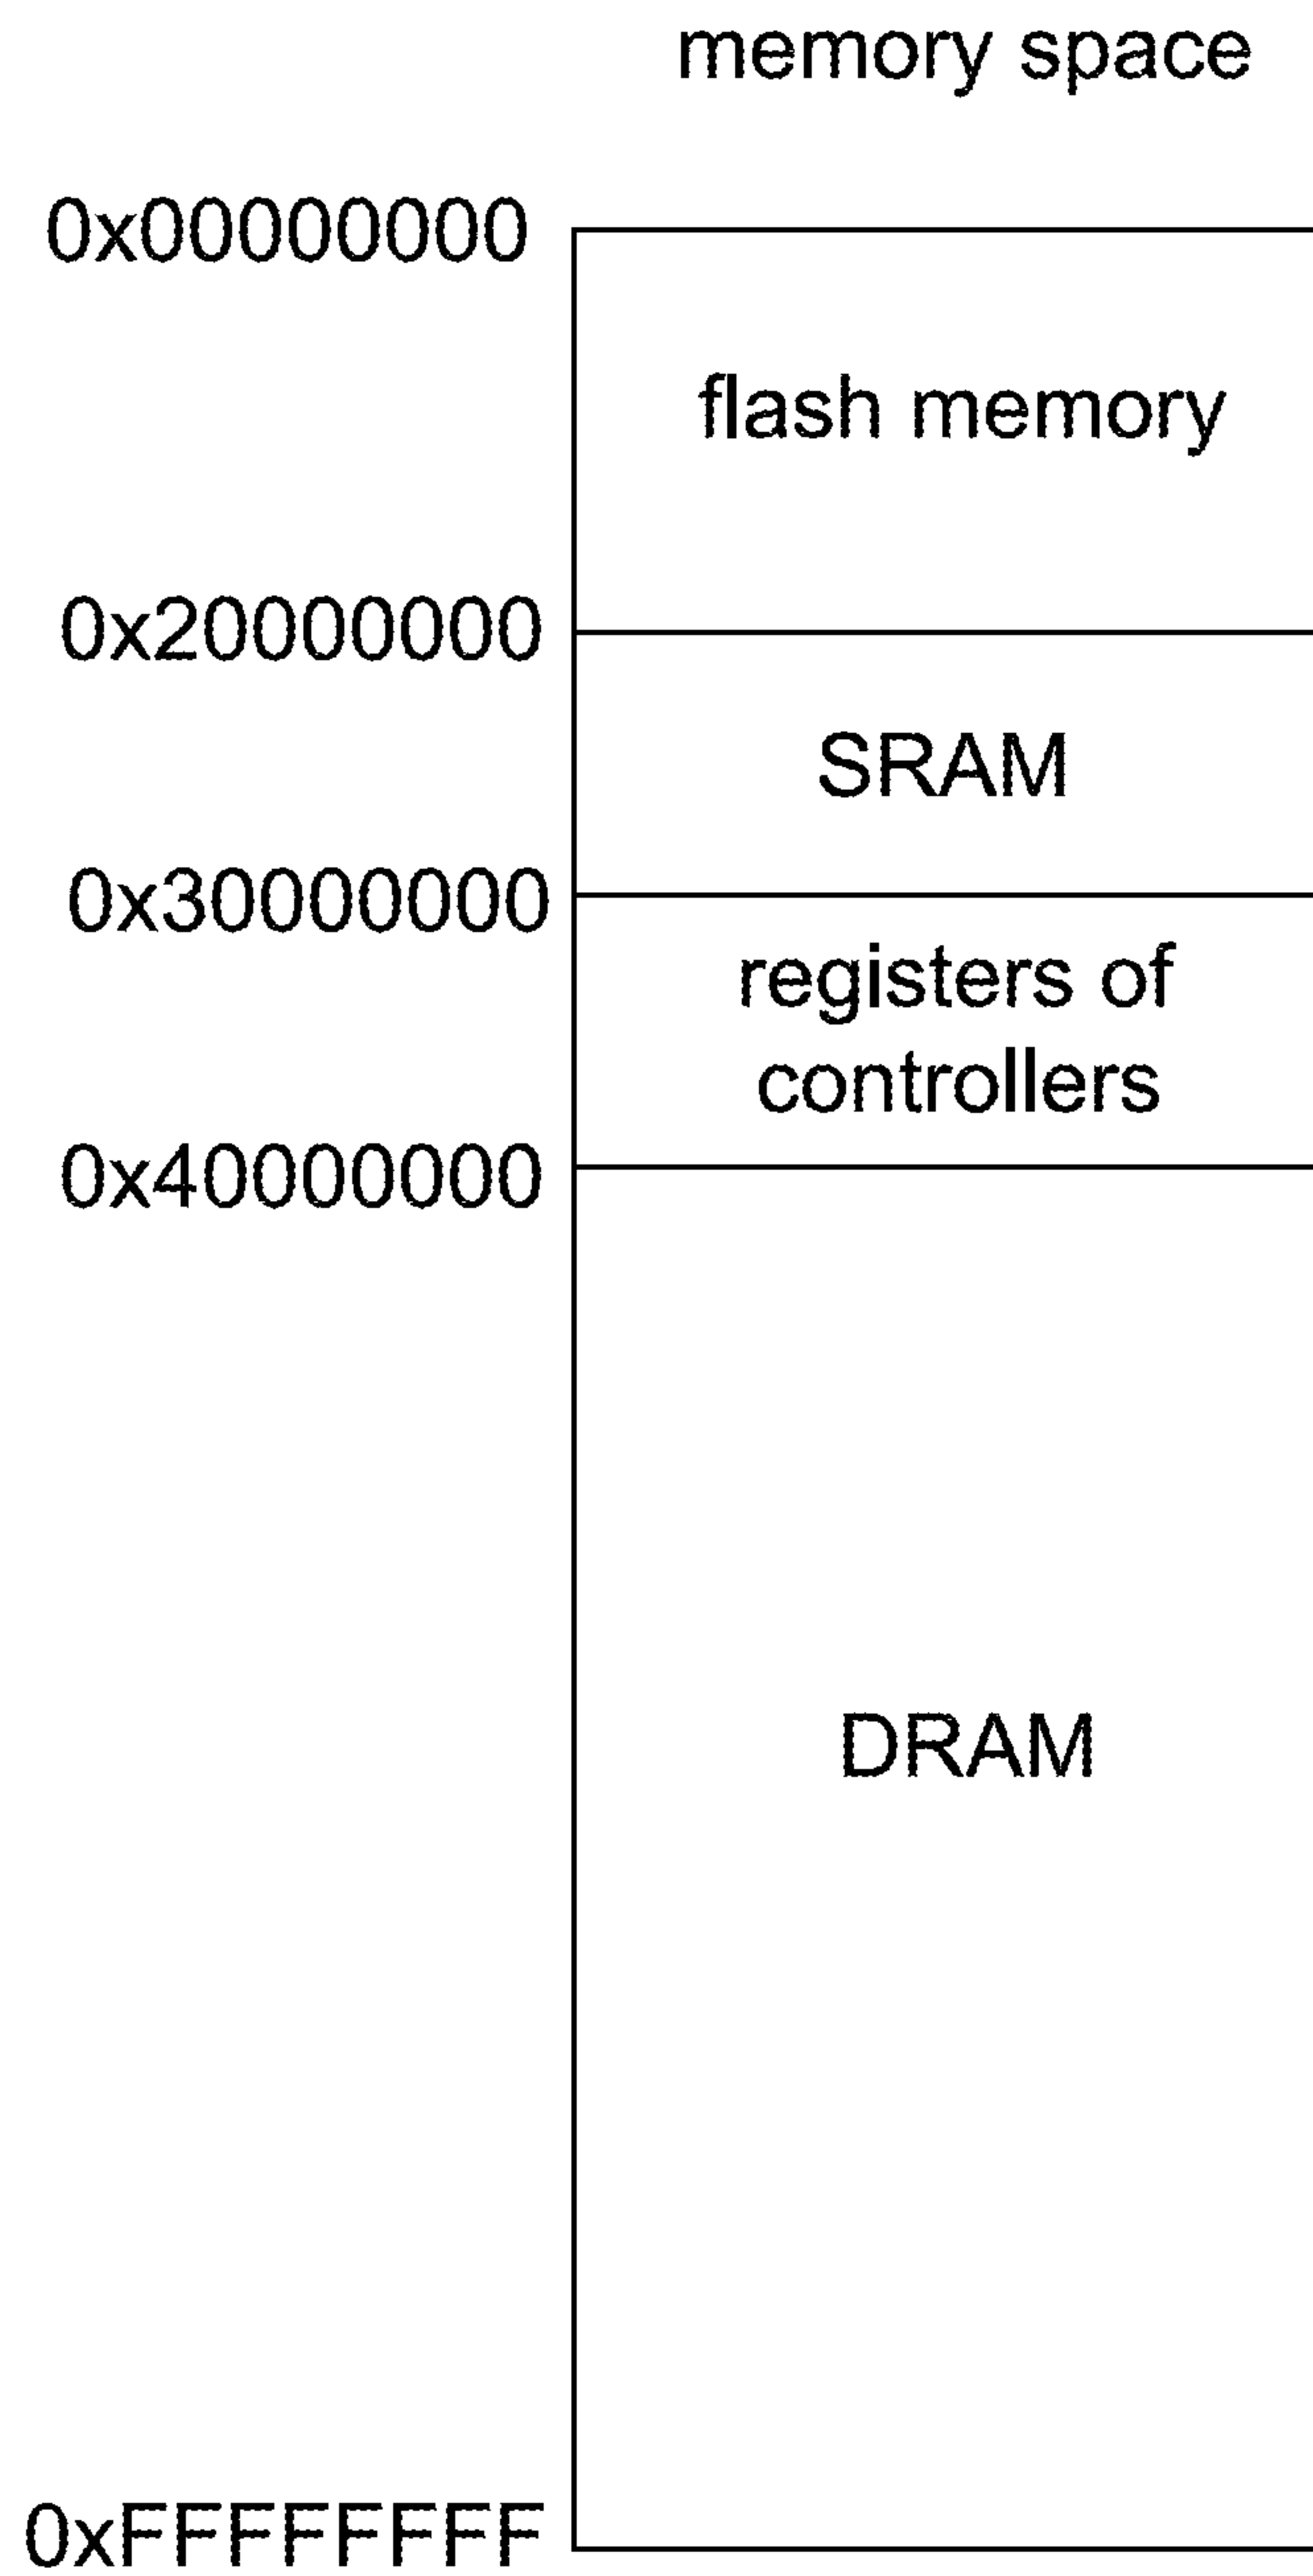 memory space
0x00000000
flash memory
0x20000000
SRAM
0x30000000
registers of
controllers
0x40000000
DRAM
0xFFFFFFFF